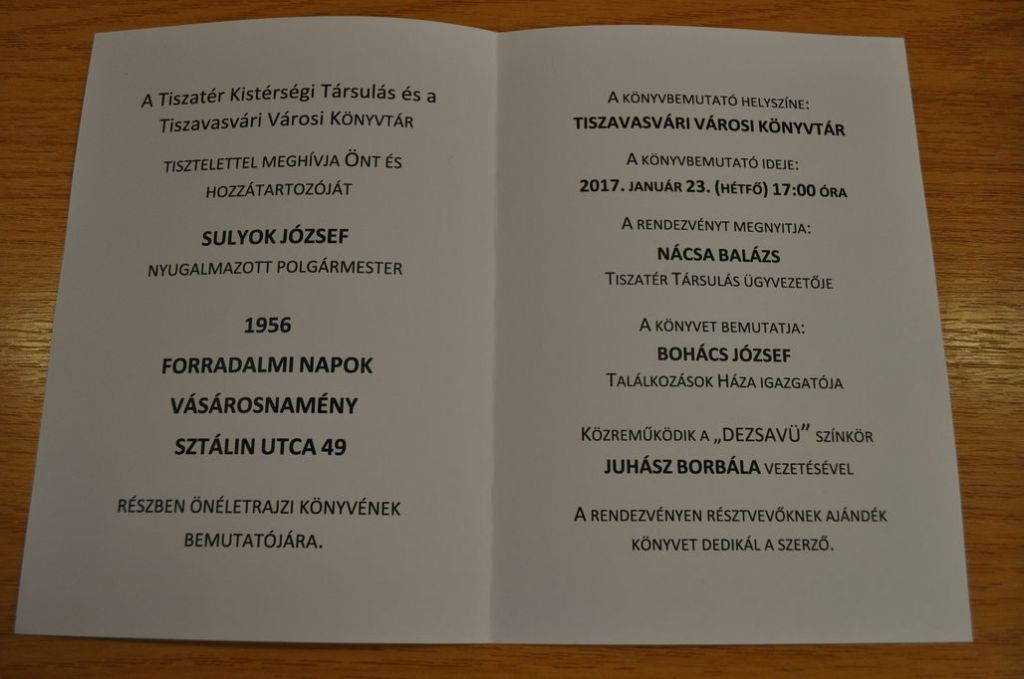 A Tiszatér Kistérségi Társulás és a
Tiszavasvári Városi Könyvtár
TISZTELETTEL MEGHÍVJA ÖNT ÉS
HOZZÁTARTOZÓJÁT
SULYOK JÓZSEF
NYUGALMAZOTT POLGÁRMESTER
1956
FORRADALMI NAPOK
VÁSÁROSNAMÉNY
SZTÁLIN UTCA 49
RÉSZBEN ÖNÉLETRAJZI KÖNYVÉNEK
BEMUTATÓJÁRA.
A KÖNYVBEMUTATÓ HELYSZÍNE:
TISZAVASVÁRI VÁROSI KÖNYVTÁR
A KÖNYVBEMUTATÓ IDEJE:
2017. JANUÁR 23. (HÉTFŐ) 17:00 ÓRA
A RENDEZVÉNYT MEGNYITJA:
NÁCSA BALÁZS
TISZATÉR TÁRSULÁS ÜGYVEZETŐJE
A KÖNYVET BEMUTATJA:
BOHÁCS JÓZSEF
TALÁLKOZÁSOK HÁZA IGAZGATÓJA
KÖZREMŰKÖDIK A „DEZSAVÜ” SZÍNKÖR
JUHÁSZ BORBÁLA VEZETÉSÉVEL
A RENDEZVÉNYEN RÉSZTVEVŐKNEK AJÁNDÉK
KÖNYVET DEDIKÁL A SZERZŐ.